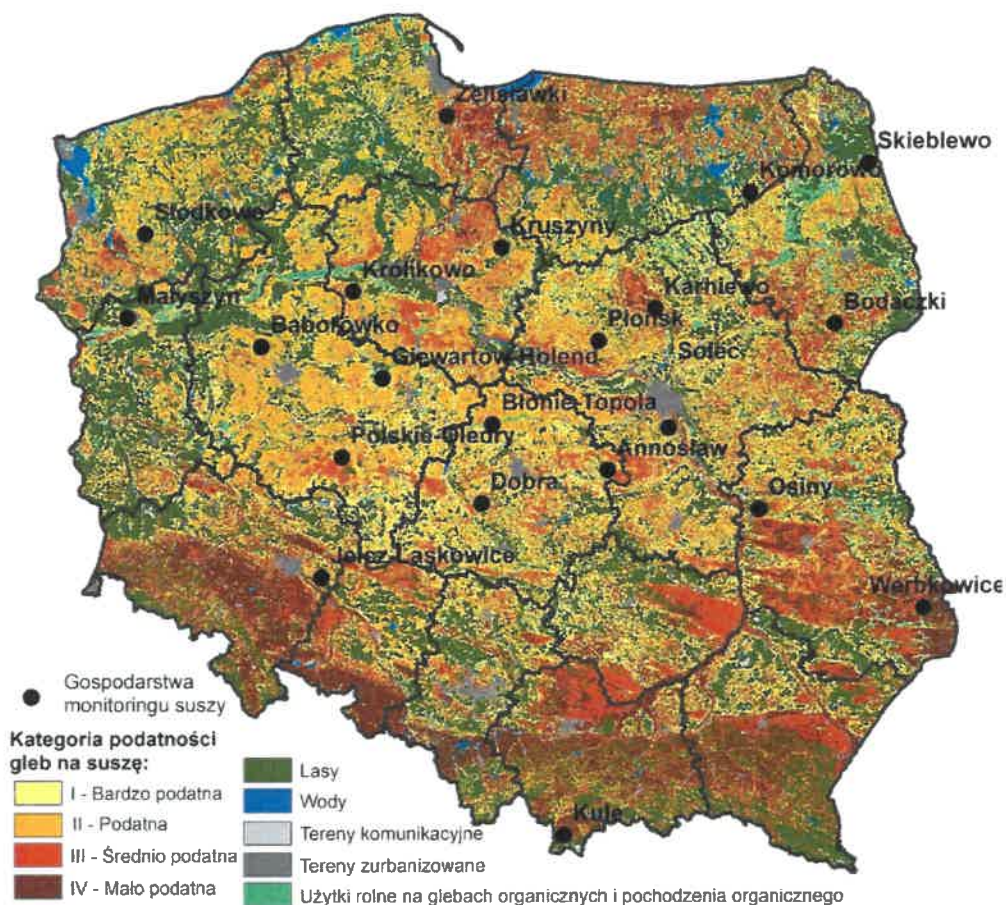 Żelisławki
Skieblewo
Komorowo
Słodkowo
Kruszyny
Królikowo
Karniewo
Małyszyn
Bodaczki
Płońsk
Baborówko
Solec
Giewartów-Holend
Błonie-Topola
Polskie-Olędry
Annosław
Dobra
Osiny
Jelcz-Laskowice
Werbkowice
Kule
Gospodarstwa
monitoringu suszy
Kategoria podatności
gleb na suszę:
I - Bardzo podatna
II - Podatna
III - Średnio podatna
IV - Mało podatna
Lasy
Wody
Tereny komunikacyjne
Tereny zurbanizowane
Użytki rolne na glebach organicznych i pochodzenia organicznego